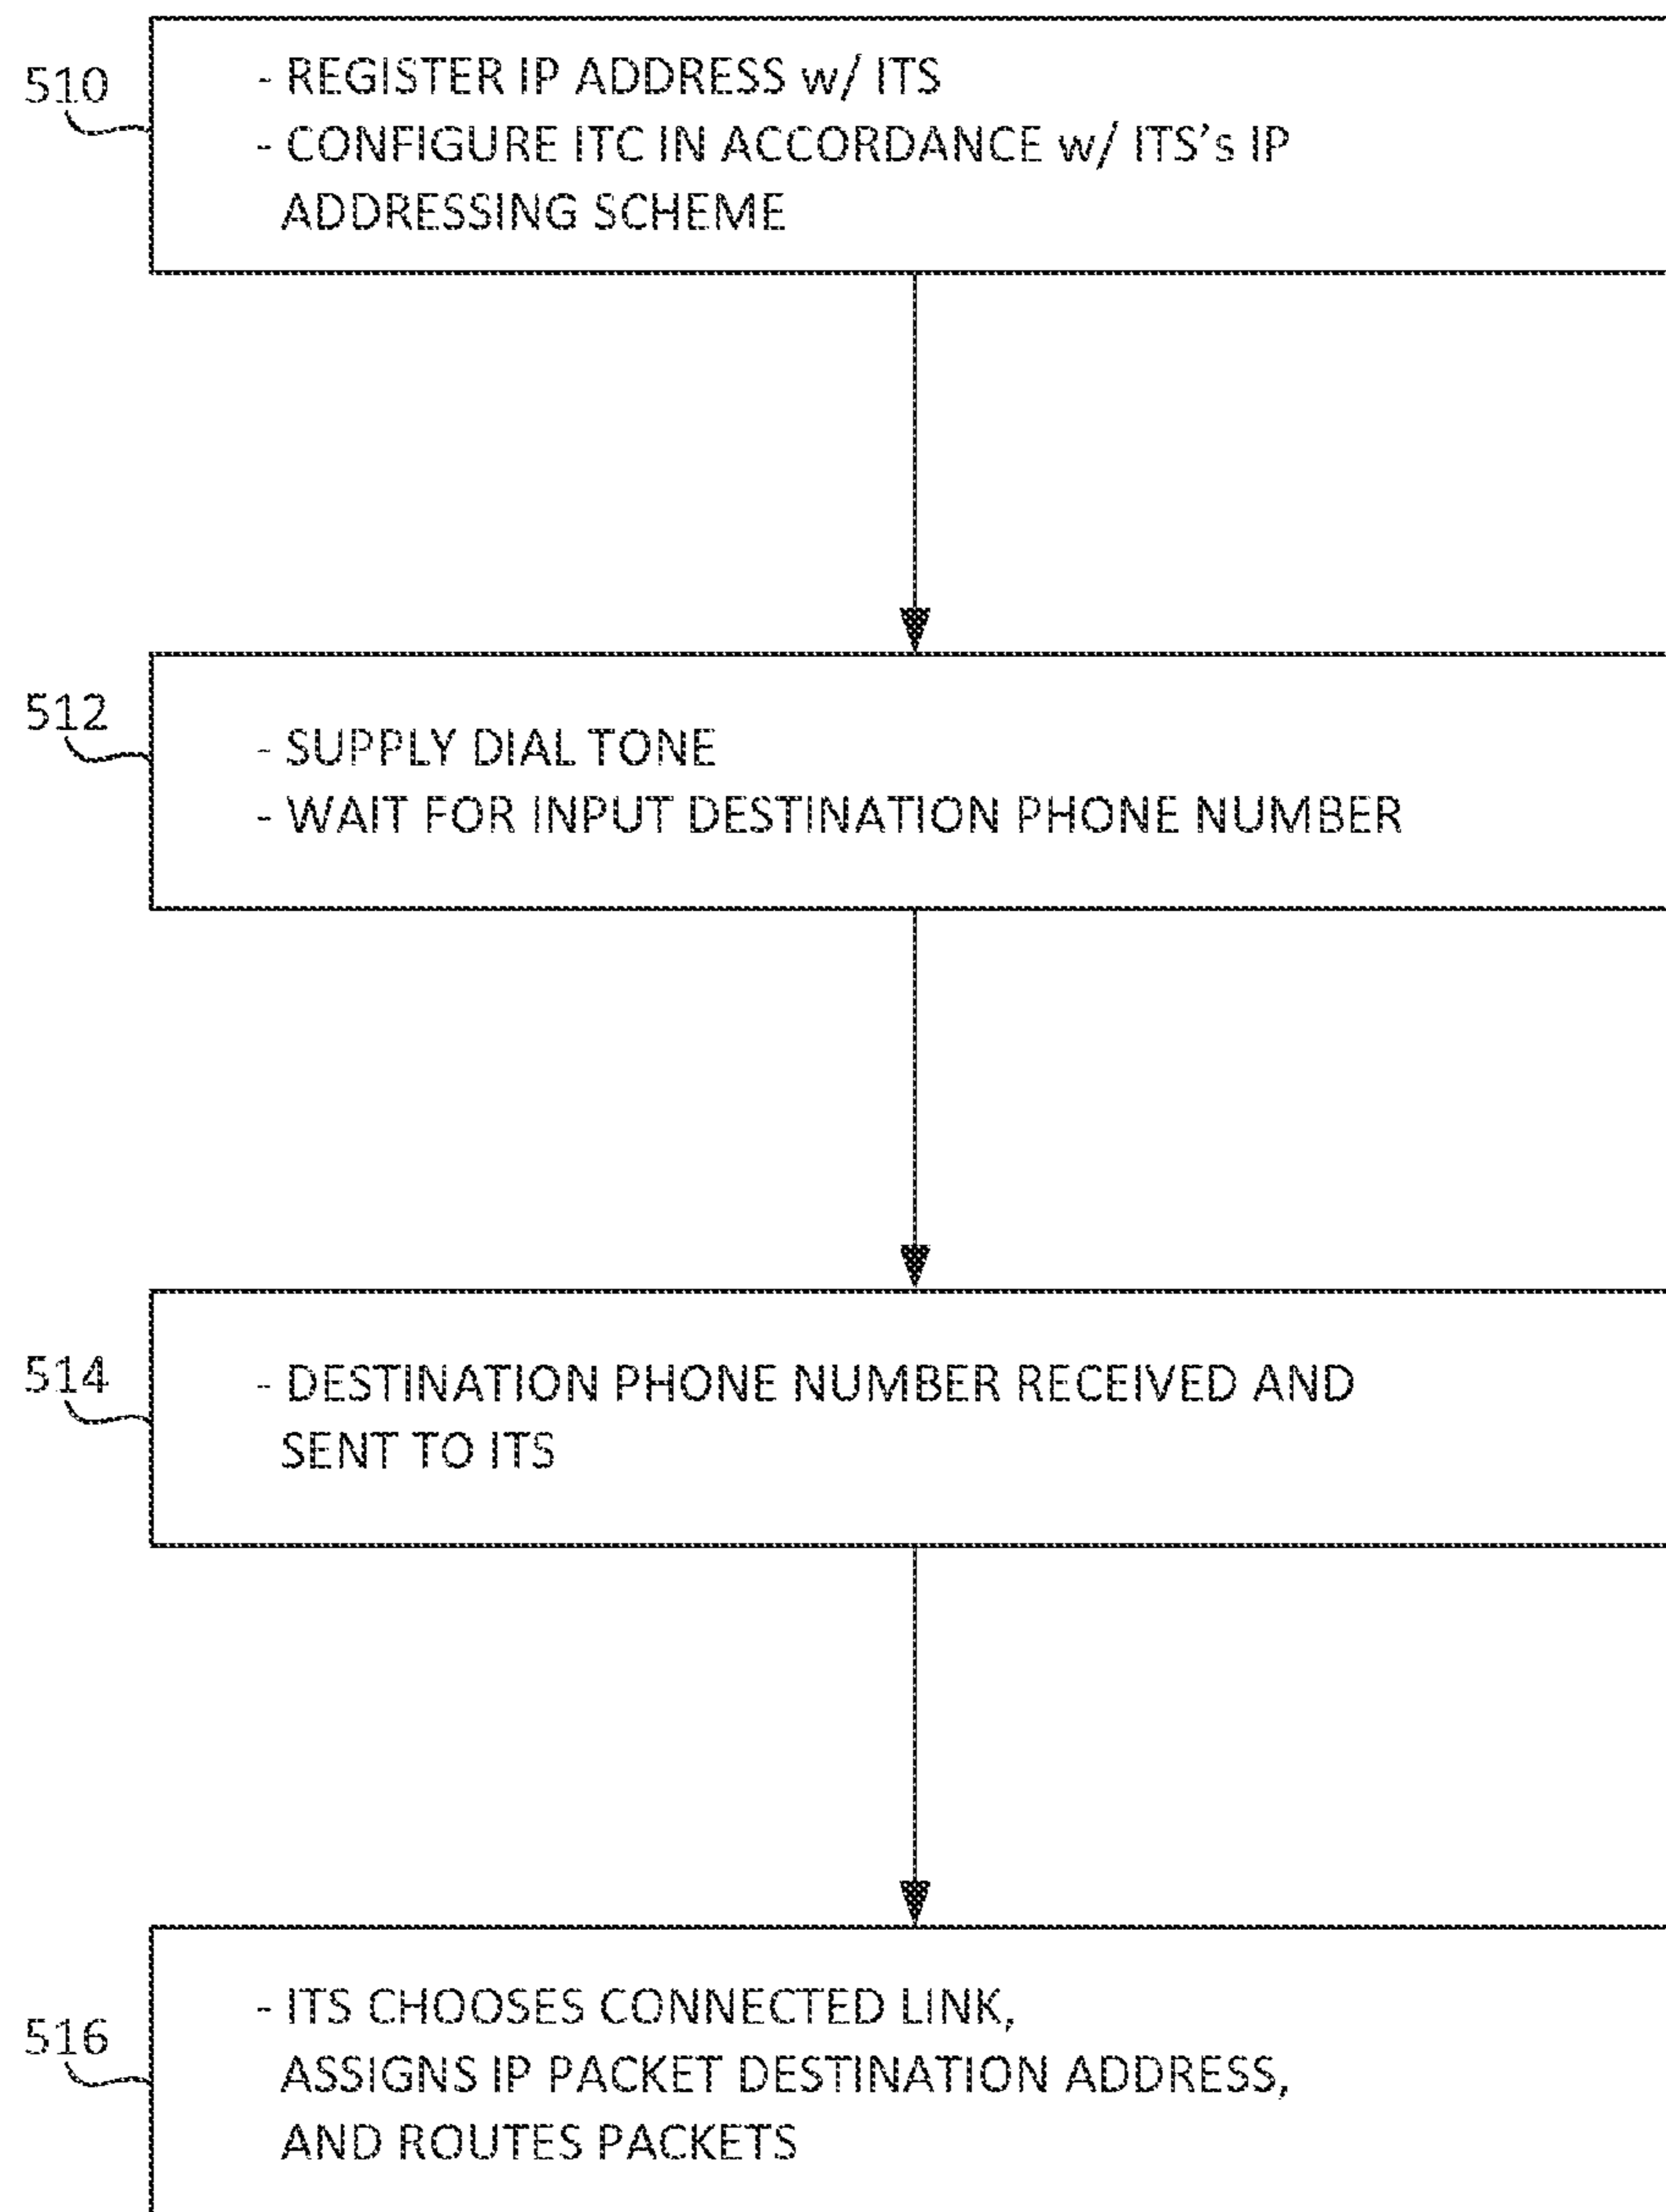 510
- REGISTER IP ADDRESS w/ ITS
- CONFIGURE ITC IN ACCORDANCE w/ ITS's IP
ADDRESSING SCHEME
512
- SUPPLY DIAL TONE
- WAIT FOR INPUT DESTINATION PHONE NUMBER
514
- DESTINATION PHONE NUMBER RECEIVED AND
SENT TO ITS
516
- ITS CHOOSES CONNECTED LINK,
ASSIGNS IP PACKET DESTINATION ADDRESS,
AND ROUTES PACKETS